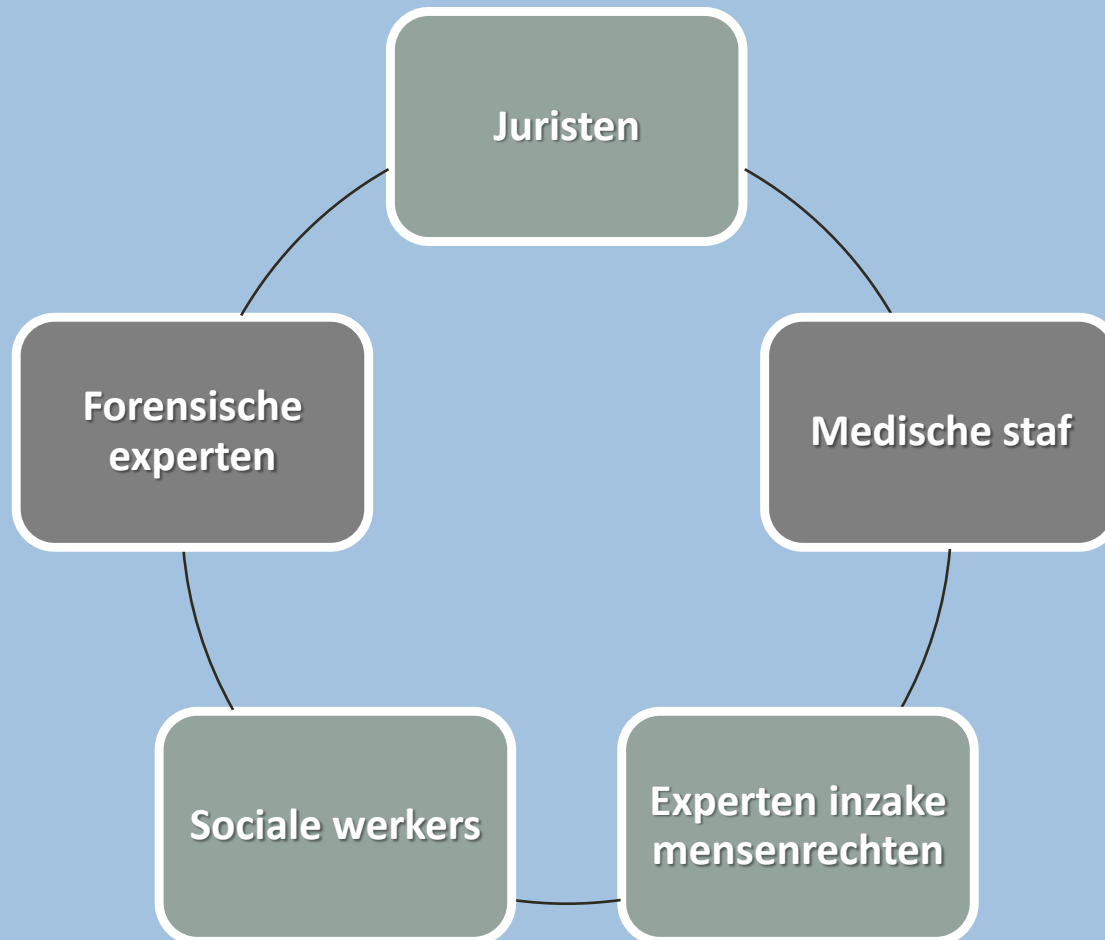 Juristen
Forensische
experten
Medische staf
Sociale werkers
Experten inzake
mensenrechten